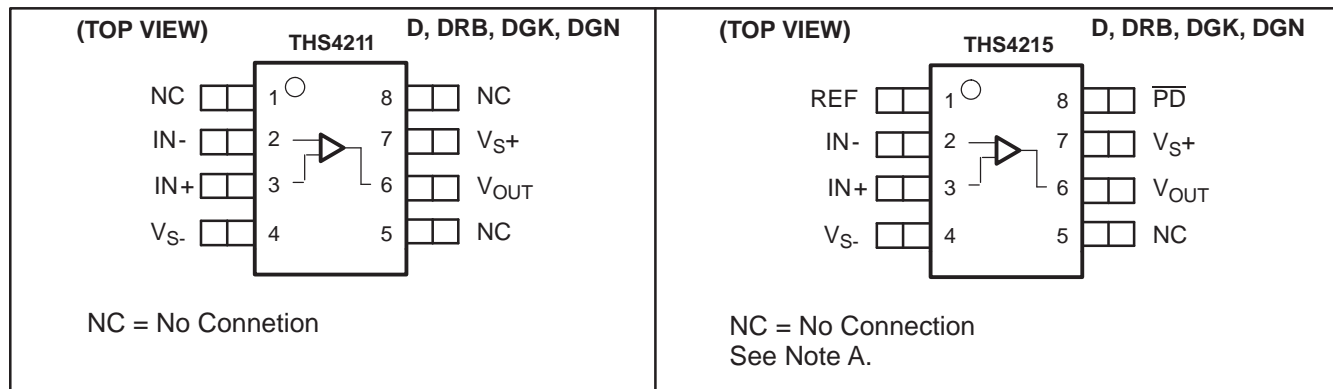 (TOP VIEW) THS4211 D, DRB, DGK, DGN
NC 1 8 NC
IN- 2 7 VS+
IN+ 3 6 VOUT
VS- 4 5 NC
NC = No Connetion
(TOP VIEW) THS4215 D, DRB, DGK, DGN
REF 1 8 P̅D̅
IN- 2 7 VS+
IN+ 3 6 VOUT
VS- 4 5 NC
NC = No Connection
See Note A.